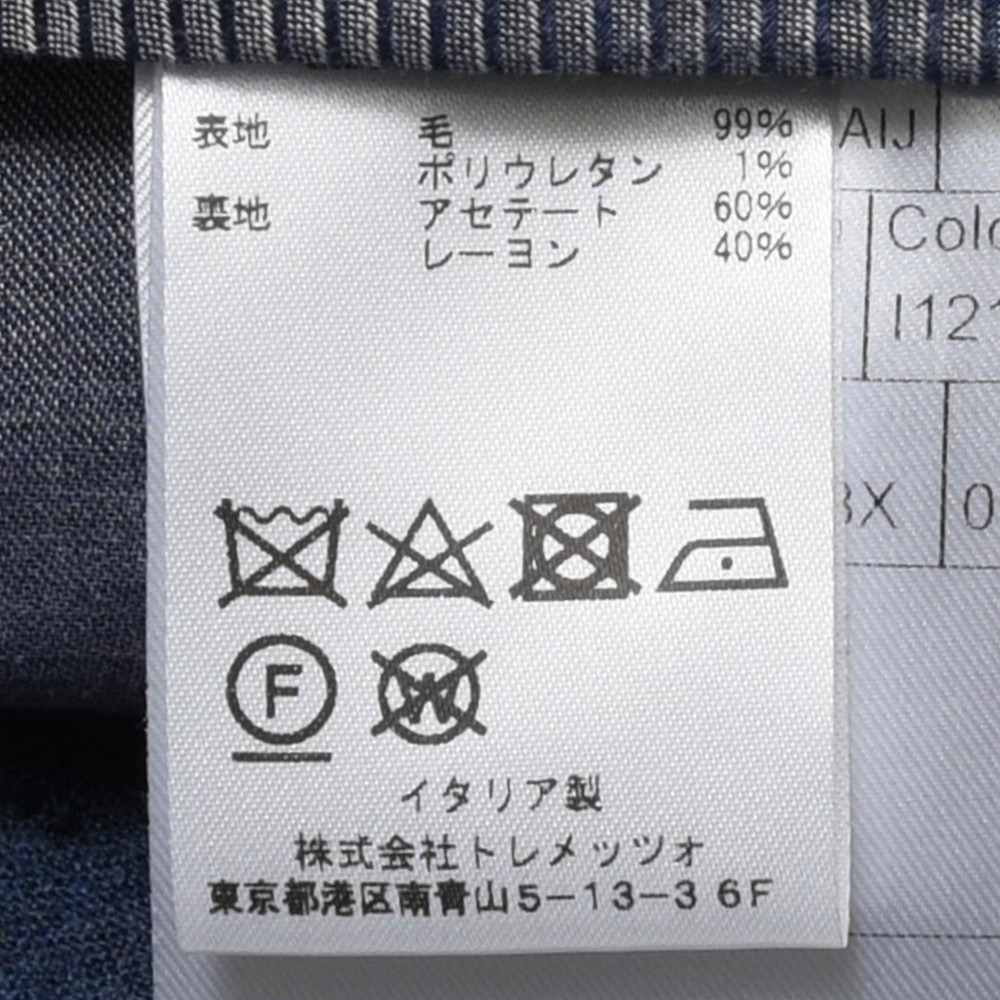 表地 毛 99%
ポリウレタン 1%
裏地 アセテート 60%
レーヨン 40%
F
W
イタリア製
株式会社トレメッツォ
東京都港区南青山5-13-3 6F
AIJ
I121